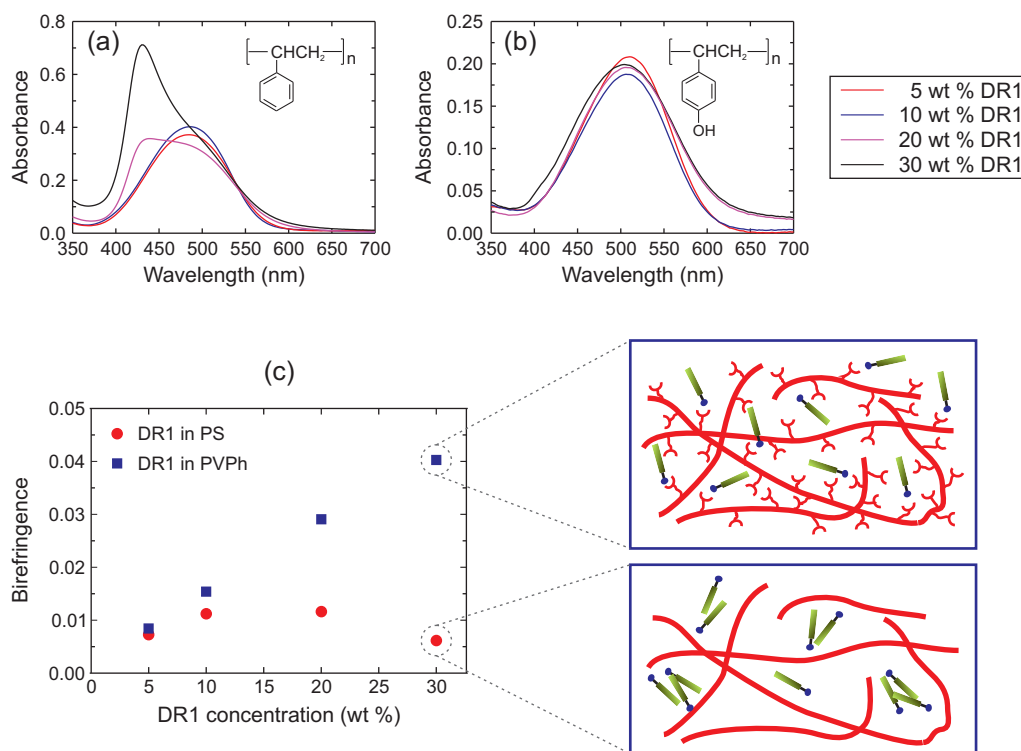 (a)
[ CHCH₂ ]n
Absorbance
0.8
0.6
0.4
0.2
0.0
350 400 450 500 550 600 650 700
Wavelength (nm)
(b)
[ CHCH₂ ]n
OH
Absorbance
0.25
0.20
0.15
0.10
0.05
0.00
350 400 450 500 550 600 650 700
Wavelength (nm)
5 wt % DR1
10 wt % DR1
20 wt % DR1
30 wt % DR1
(c)
DR1 in PS
DR1 in PVPh
Birefringence
0.05
0.04
0.03
0.02
0.01
0.00
0 5 10 15 20 25 30
DR1 concentration (wt %)